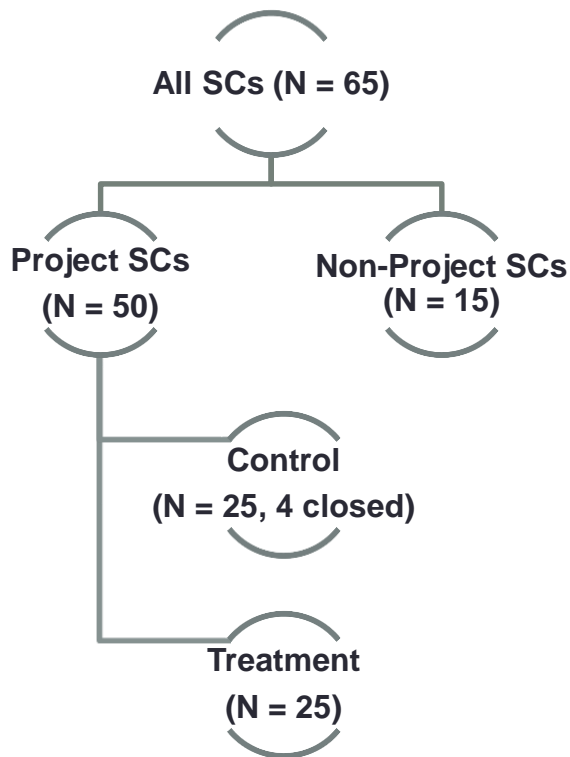 All SCs (N = 65)
Project SCs
(N = 50)
Non-Project SCs
(N = 15)
Control
(N = 25, 4 closed)
Treatment
(N = 25)